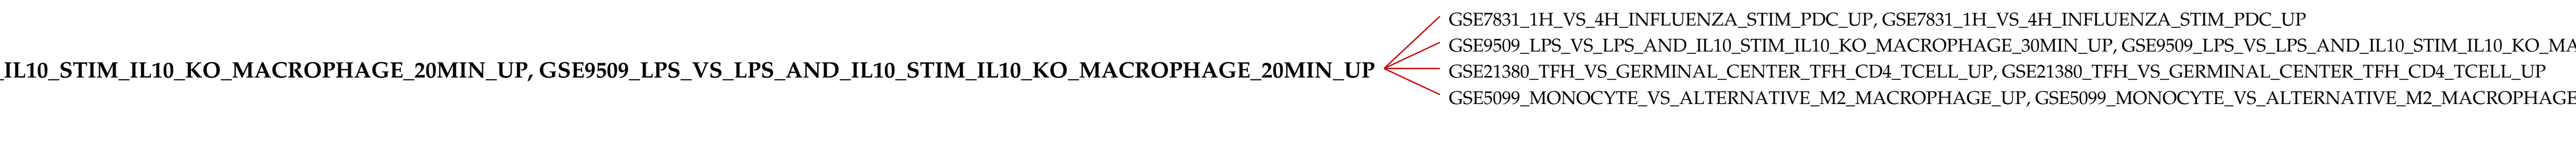 _IL10_STIM_IL10_KO_MACROPHAGE_20MIN_UP, GSE9509_LPS_VS_LPS_AND_IL10_STIM_IL10_KO_MACROPHAGE_20MIN_UP
GSE7831_1H_VS_4H_INFLUENZA_STIM_PDC_UP, GSE7831_1H_VS_4H_INFLUENZA_STIM_PDC_UP
GSE9509_LPS_VS_LPS_AND_IL10_STIM_IL10_KO_MACROPHAGE_30MIN_UP, GSE9509_LPS_VS_LPS_AND_IL10_STIM_IL10_KO_MA
GSE21380_TFH_VS_GERMINAL_CENTER_TFH_CD4_TCELL_UP, GSE21380_TFH_VS_GERMINAL_CENTER_TFH_CD4_TCELL_UP
GSE5099_MONOCYTE_VS_ALTERNATIVE_M2_MACROPHAGE_UP, GSE5099_MONOCYTE_VS_ALTERNATIVE_M2_MACROPHAGE